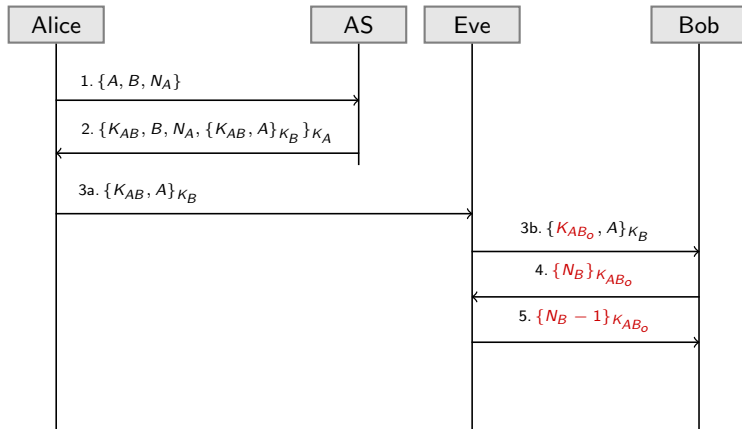 Alice AS Eve Bob
1. {A, B, N_A}
2. {K_AB, B, N_A, {K_AB, A}_K_B}_K_A
3a. {K_AB, A}_K_B
3b. {K_AB_o, A}_K_B
4. {N_B}_K_AB_o
5. {N_B − 1}_K_AB_o